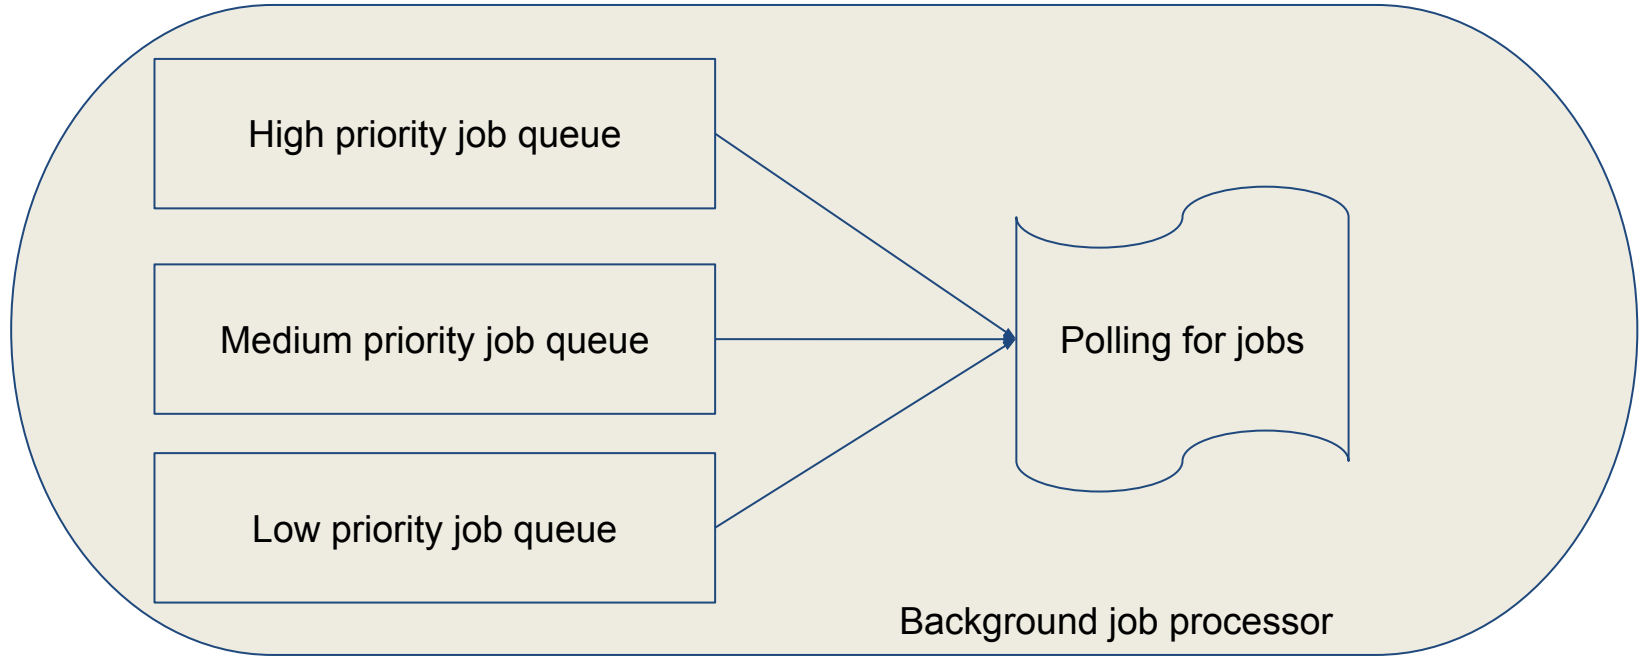 High priority job queue
Medium priority job queue
Polling for jobs
Low priority job queue
Background job processor